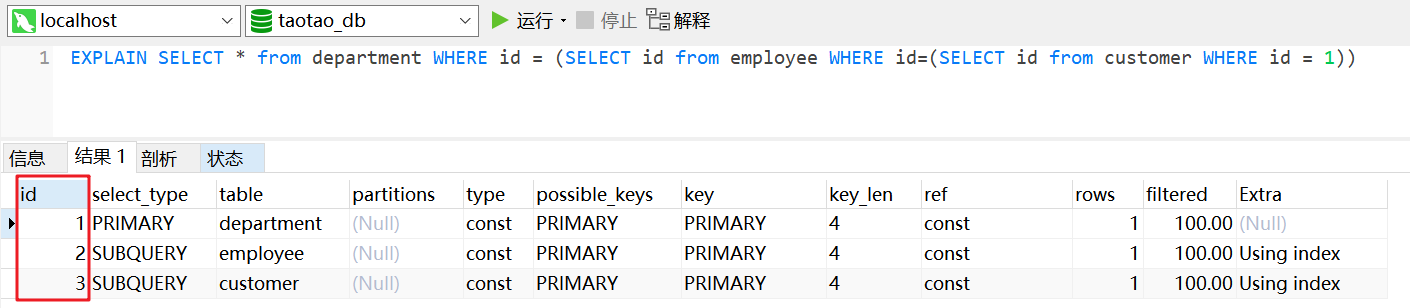 localhost taotao_db 运行 停止 解释
1 EXPLAIN SELECT * from department WHERE id = (SELECT id from employee WHERE id=(SELECT id from customer WHERE id = 1))
信息 结果 1 剖析 状态
id select_type table partitions type possible_keys key key_len ref rows filtered Extra
1 PRIMARY department (Null) const PRIMARY PRIMARY 4 const 1 100.00 (Null)
2 SUBQUERY employee (Null) const PRIMARY PRIMARY 4 const 1 100.00 Using index
3 SUBQUERY customer (Null) const PRIMARY PRIMARY 4 const 1 100.00 Using index